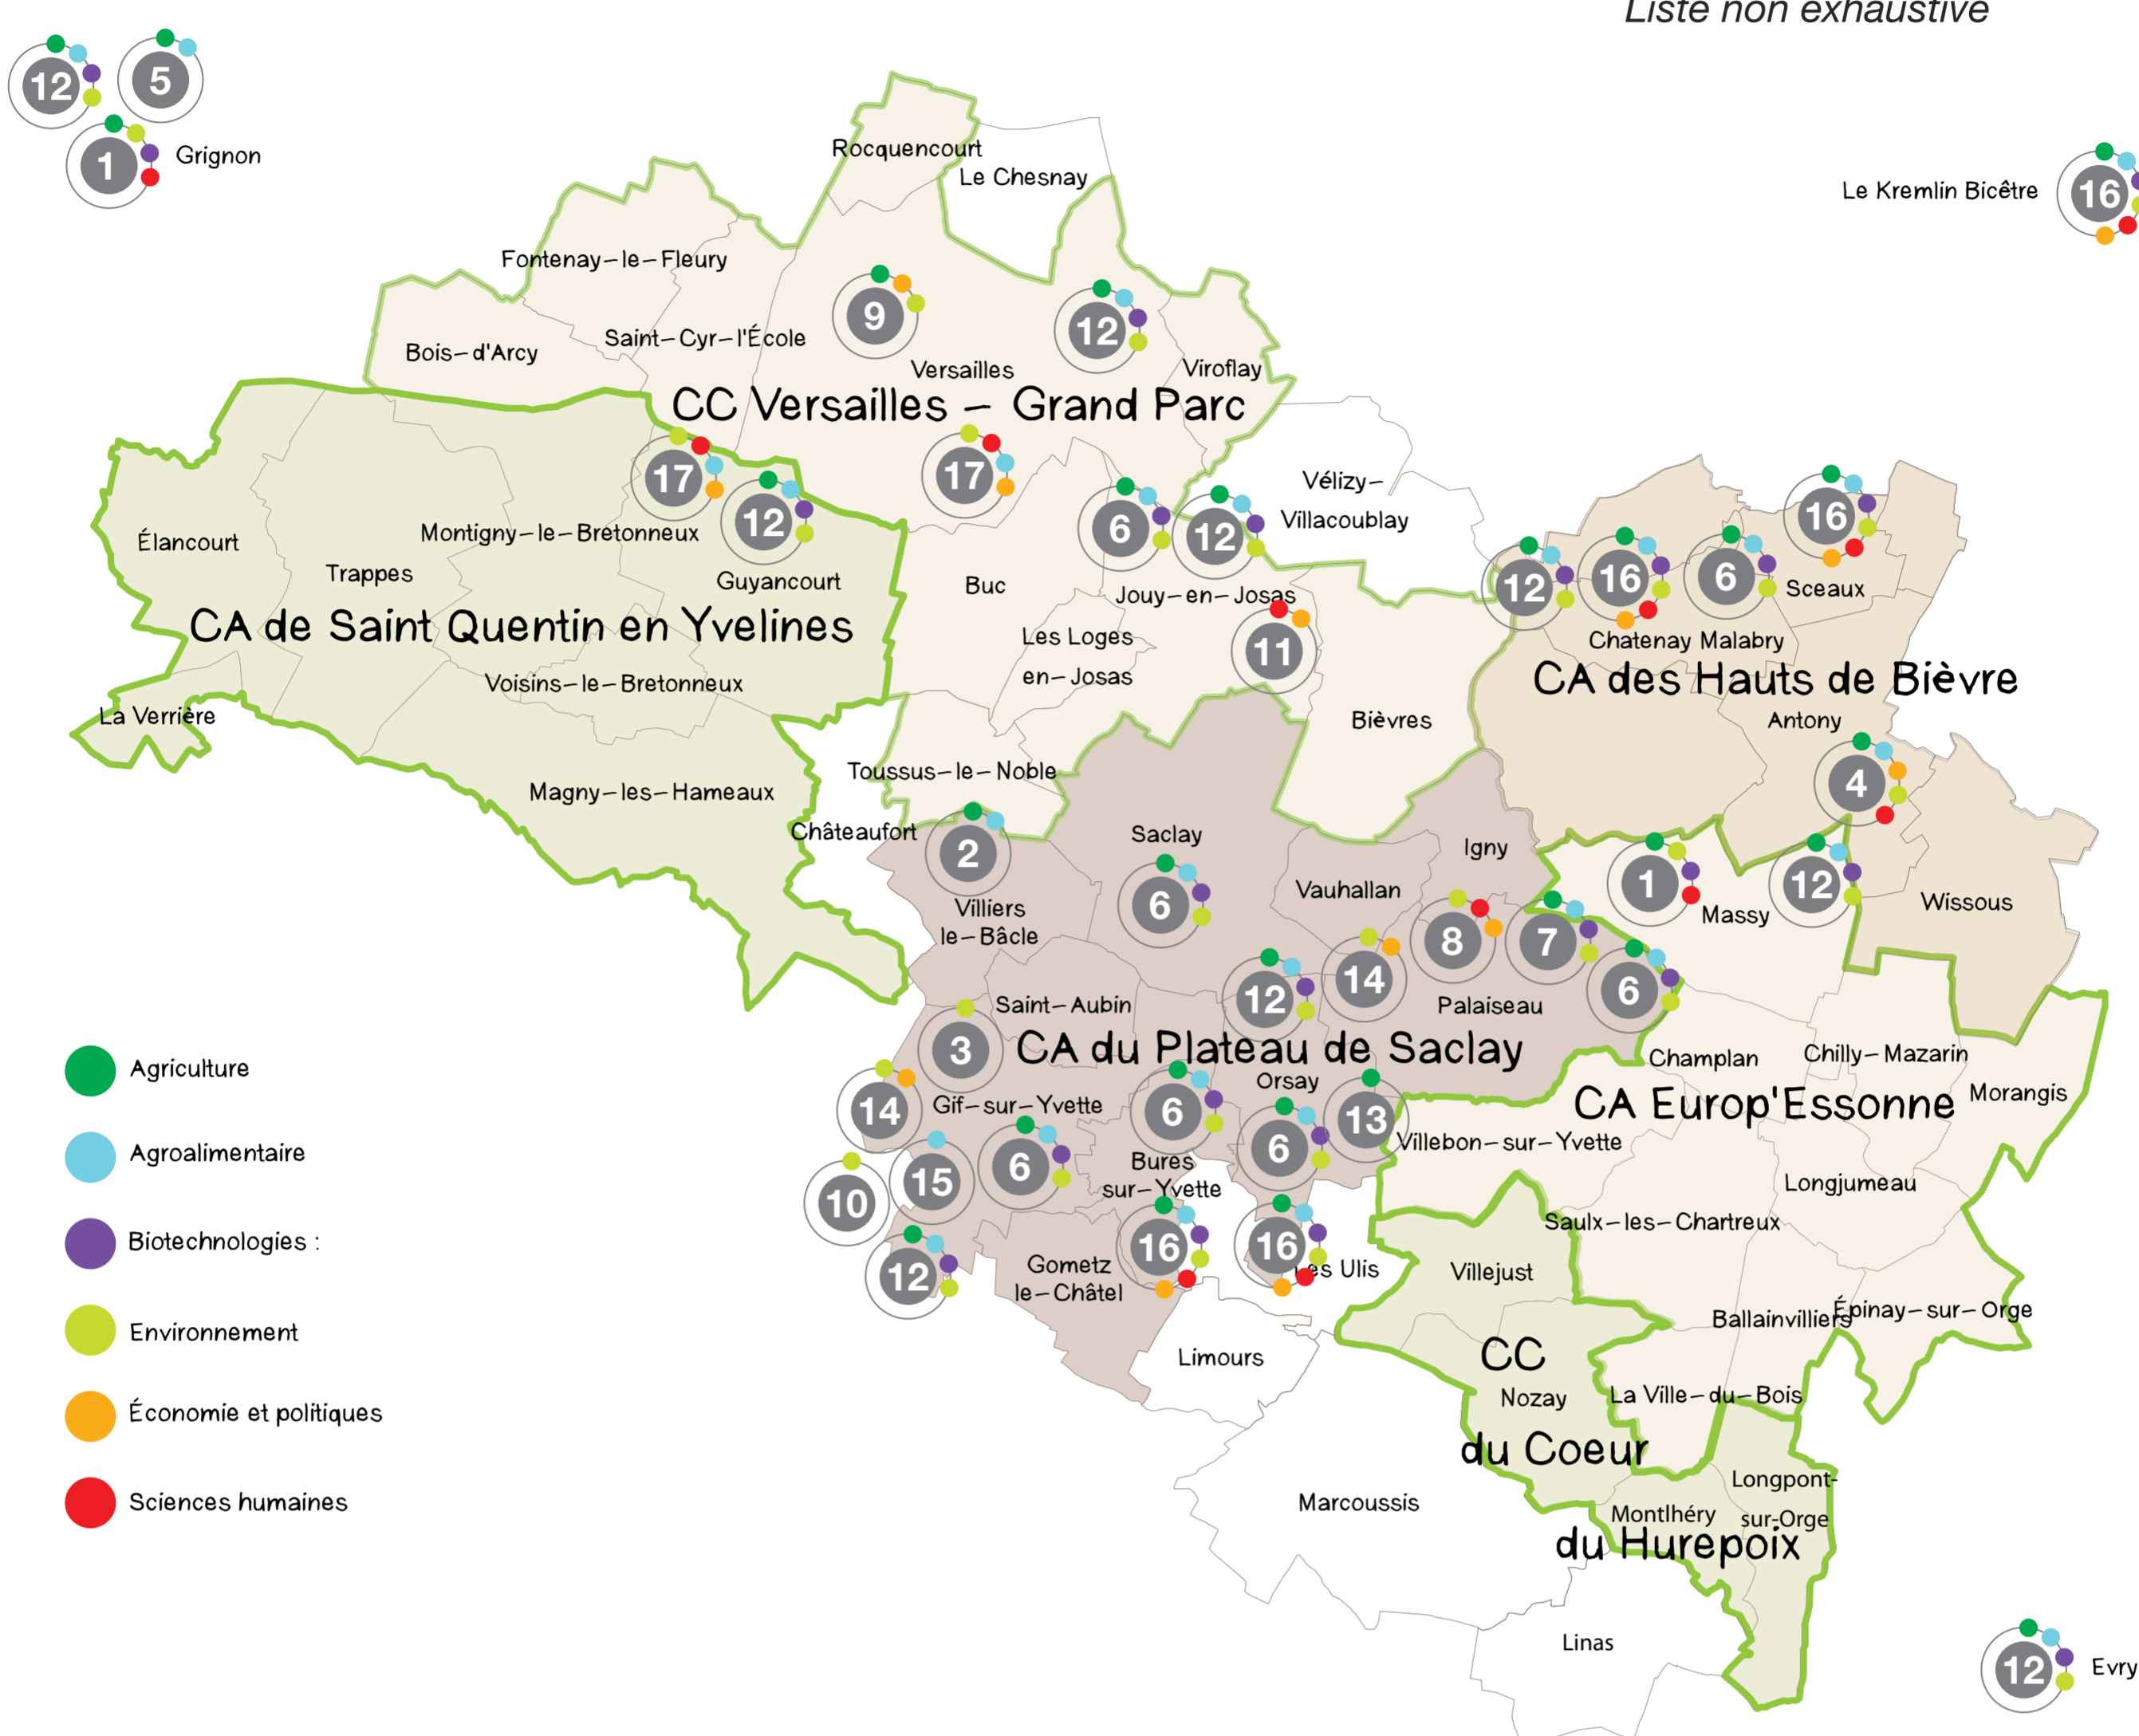 Liste non exhaustive
12
5
1
Grignon
Le Kremlin Bicêtre
16
Rocquencourt
Le Chesnay
Fontenay-le-Fleury
Saint-Cyr-l'École
Bois-d'Arcy
9
12
Versailles
Viroflay
CC Versailles - Grand Parc
17
12
17
6
12
Vélizy-
Villacoublay
Élancourt
Trappes
Montigny-le-Bretonneux
Guyancourt
CA de Saint Quentin en Yvelines
Voisins-le-Bretonneux
La Verrière
Magny-les-Hameaux
Buc
Jouy-en-Josas
Les Loges
en-Josas
11
Bièvres
Toussus-le-Noble
Châteaufort
12
16
6
16
Sceaux
Chatenay Malabry
CA des Hauts de Bièvre
Antony
4
Wissous
2
Villiers
le-Bâcle
Saclay
6
Vauhallan
Igny
8
7
6
14
12
Palaiseau
1
Massy
12
Saint-Aubin
3
CA du Plateau de Saclay
Orsay
14
Gif-sur-Yvette
6
6
13
10
15
6
Bures
sur-Yvette
12
Gometz
le-Châtel
16
16
Les Ulis
Limours
Champlan
Chilly-Mazarin
Morangis
CA Europ'Essonne
Villebon-sur-Yvette
Longjumeau
Saulx-les-Chartreux
Villejust
Ballainvilliers
Épinay-sur-Orge
CC
Nozay
La Ville-du-Bois
du Coeur
Longpont-
sur-Orge
Montlhéry
du Hurepoix
Marcoussis
Linas
12
Evry
Agriculture
Agroalimentaire
Biotechnologies :
Environnement
Économie et politiques
Sciences humaines